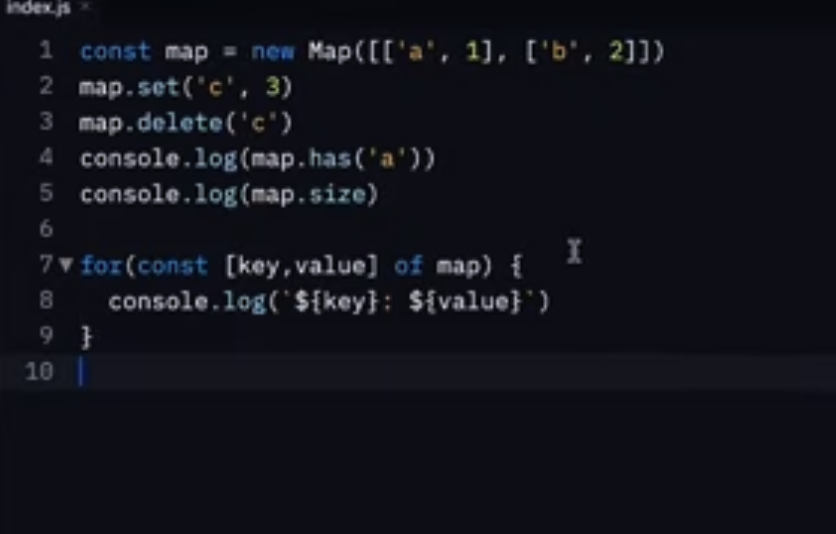 index.js ×
1 const map = new Map([['a', 1], ['b', 2]])
2 map.set('c', 3)
3 map.delete('c')
4 console.log(map.has('a'))
5 console.log(map.size)
6
7 for(const [key,value] of map) {
8 console.log(`${key}: ${value}`)
9 }
10